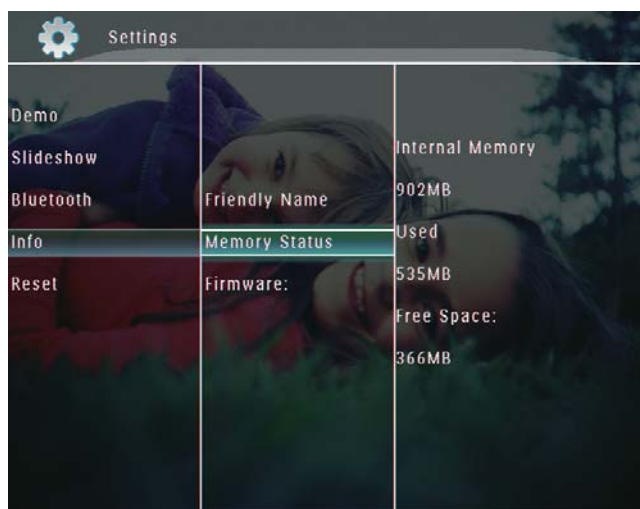 Settings
Demo
Slideshow
Bluetooth
Info
Reset
Friendly Name
Memory Status
Firmware:
Internal Memory
902MB
Used
535MB
Free Space:
366MB